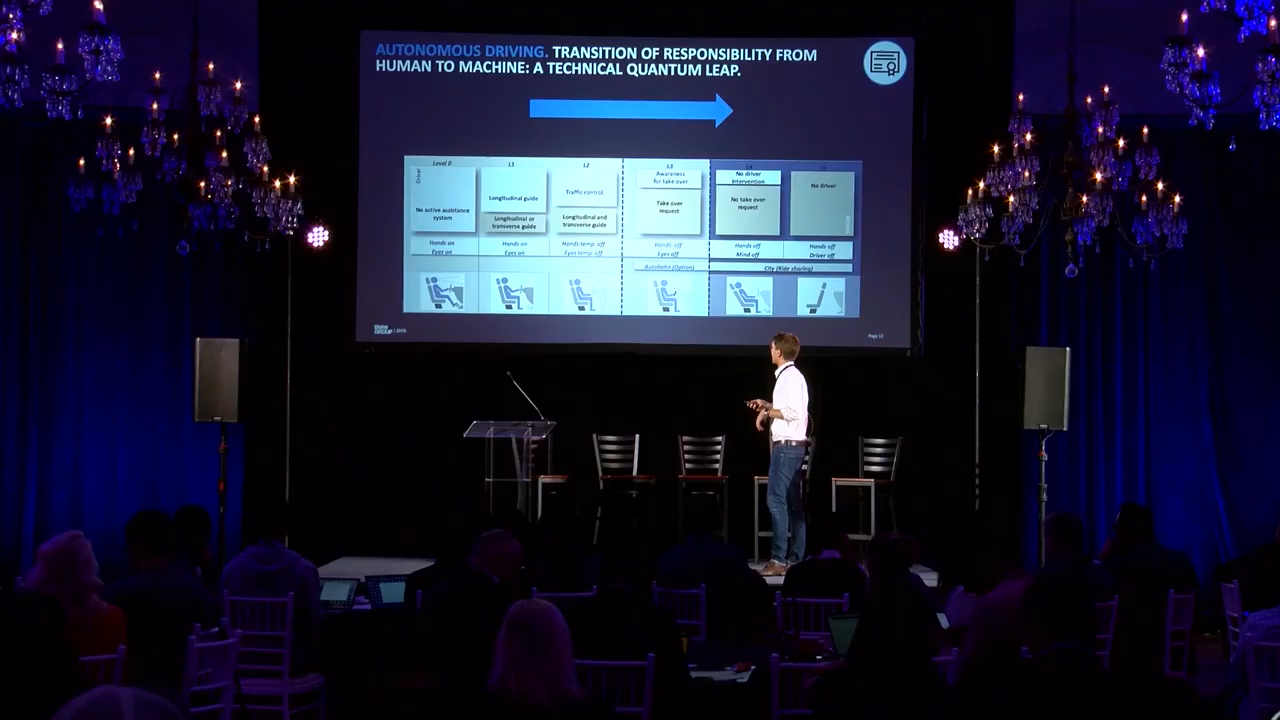 AUTONOMOUS DRIVING. TRANSITION OF RESPONSIBILITY FROM
HUMAN TO MACHINE: A TECHNICAL QUANTUM LEAP.
Level 0 L1 L2 L3 L4
Driver
No active assistance
system
Longitudinal guide
Longitudinal or
transverse guide
Traffic control
Longitudinal and
transverse guide
Awareness
for take over
Take over
request
No driver
intervention
No take over
request
No driver
Hands on
Eyes on
Hands on
Eyes on
Hands temp. off
Eyes temp. off
Hands off
Eyes off
Hands off
Mind off
Hands off
Driver off
Autobahn (Option)
City (Ride sharing)
BMW
GROUP
Page 12